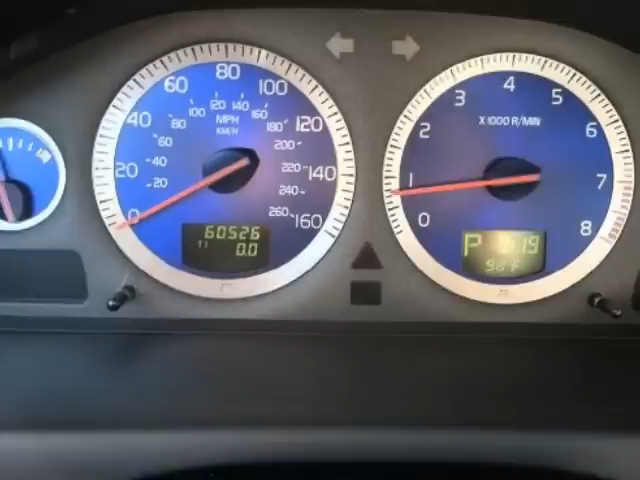 0 20 40 60 80 100 120 140 160
20 40 60 80 100 120 140 160 180 200 220 240 260
MPH
KM/H
60526
T1 0.0
0 1 2 3 4 5 6 7 8
X 1000 R/MIN
P